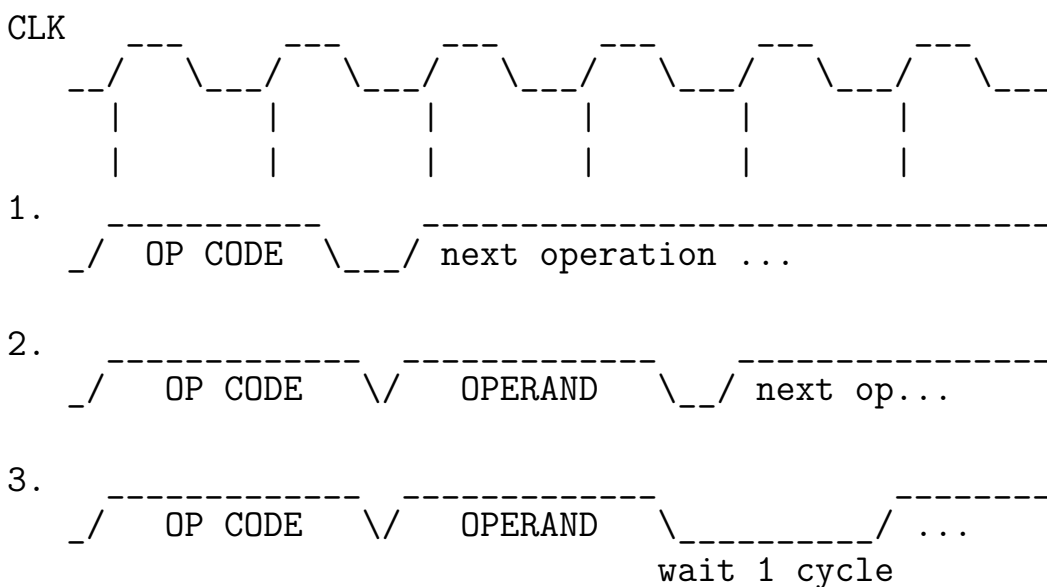 CLK
1.
OP CODE next operation ...
2.
OP CODE OPERAND next op...
3.
OP CODE OPERAND ...
wait 1 cycle